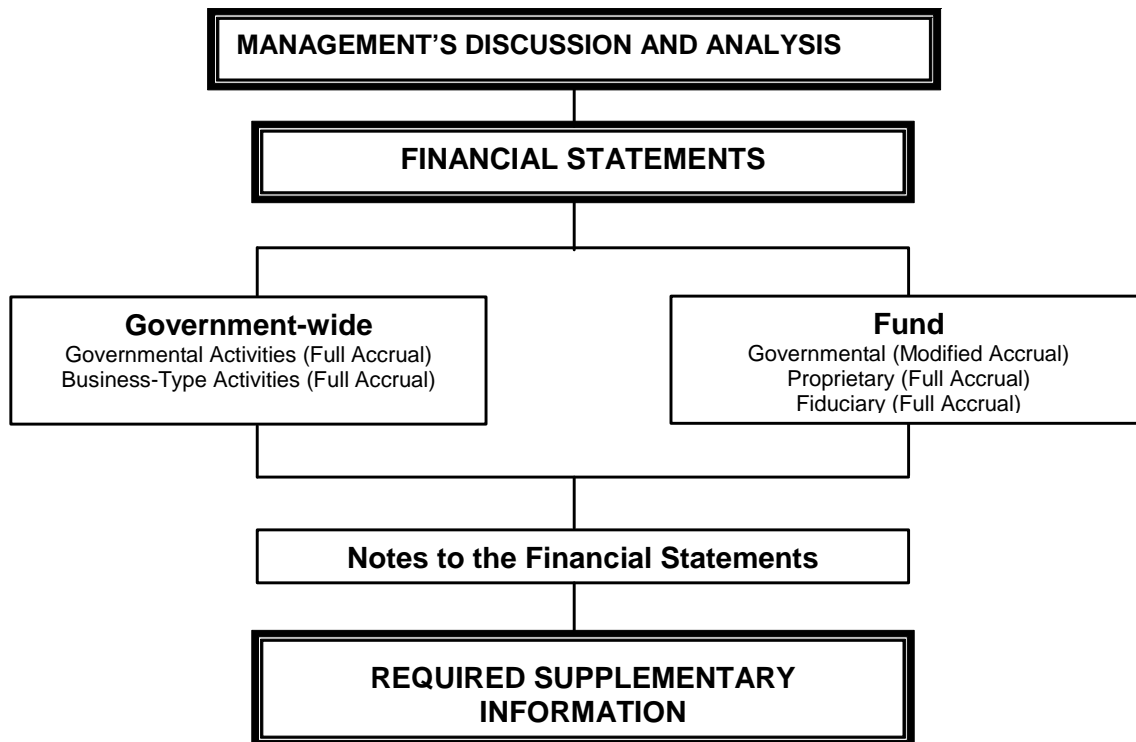 MANAGEMENT’S DISCUSSION AND ANALYSIS
FINANCIAL STATEMENTS
Government-wide
Governmental Activities (Full Accrual)
Business-Type Activities (Full Accrual)
Fund
Governmental (Modified Accrual)
Proprietary (Full Accrual)
Fiduciary (Full Accrual)
Notes to the Financial Statements
REQUIRED SUPPLEMENTARY
INFORMATION